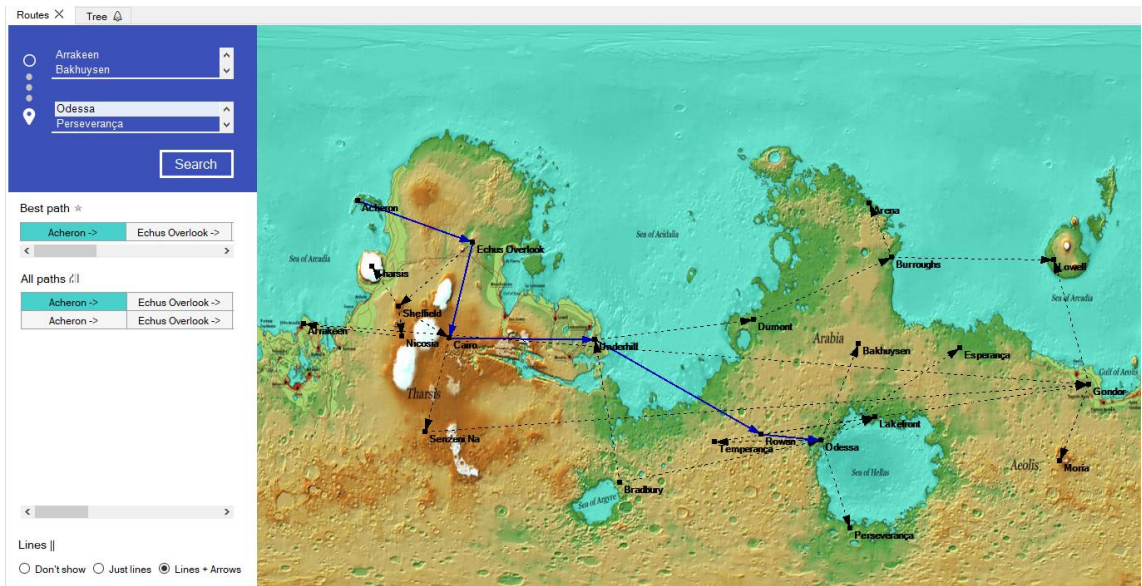 Routes
Tree
Arrakeen
Bakhuysen
Odessa
Perseverança
Search
Best path
Acheron -> Echus Overlook ->
All paths
Acheron -> Echus Overlook ->
Acheron -> Echus Overlook ->
Lines ||
Don't show Just lines Lines + Arrows
Acheron
Arena
Sea of Acidalia
Echus Overlook
Sea of Arcadia
Burroughs
Tharsis
Lowell
Sea of Arcadia
Sheffield
Arrakeen
Dumont
Nicosia
Cairo
Underhill
Arabia
Bakhuysen
Esperança
Gulf of Aeolis
Gondor
Tharsis
Lakefront
Senzeni Na
Rowan
Odessa
Temperança
Sea of Hellas
Aeolis
Moria
Bradbury
Sea of Argyre
Perseverança